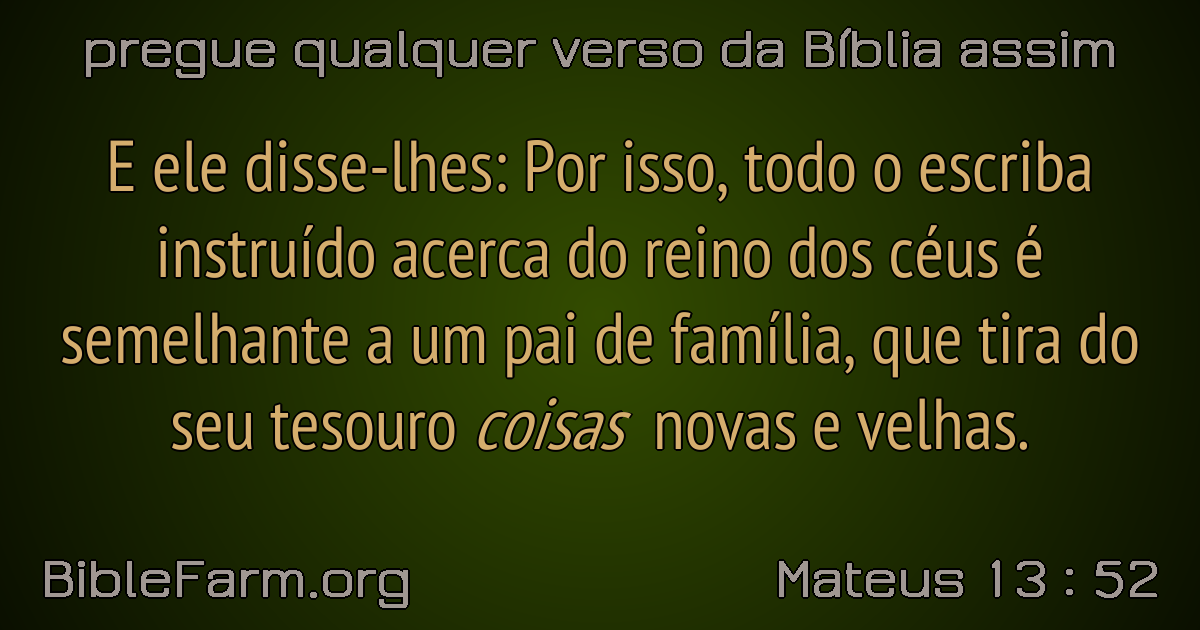 pregue qualquer verso da Bíblia assim
E ele disse-lhes: Por isso, todo o escriba
instruído acerca do reino dos céus é
semelhante a um pai de família, que tira do
seu tesouro coisas novas e velhas.
BibleFarm.org
Mateus 13 : 52